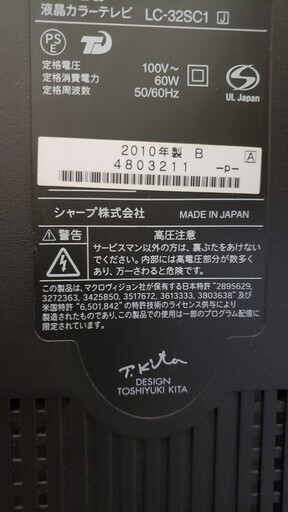 液晶カラーテレビ LC-32SC1 J
PSE
定格電圧 100V~
定格消費電力 60W
定格周波数 50/60Hz
UL Japan
2010年製 B A
4803211 -p-
シャープ株式会社 MADE IN JAPAN
警告 高圧注意
サービスマン以外の方は、裏ぶたをあけない
でください。内部には高電圧部分が数多く
あり、万一さわると危険です。
この製品は、マクロヴィジョン社が保有する日本特許 "2895629,
3272363, 3425850, 3517672, 3613333, 3803638" 及び
米国特許 "6,501,842" の特許技術のライセンス供与により
製造されたものであり、この製品で使用は一部のプログラム配信に
限定されます。
T.Kita
DESIGN
TOSHIYUKI KITA